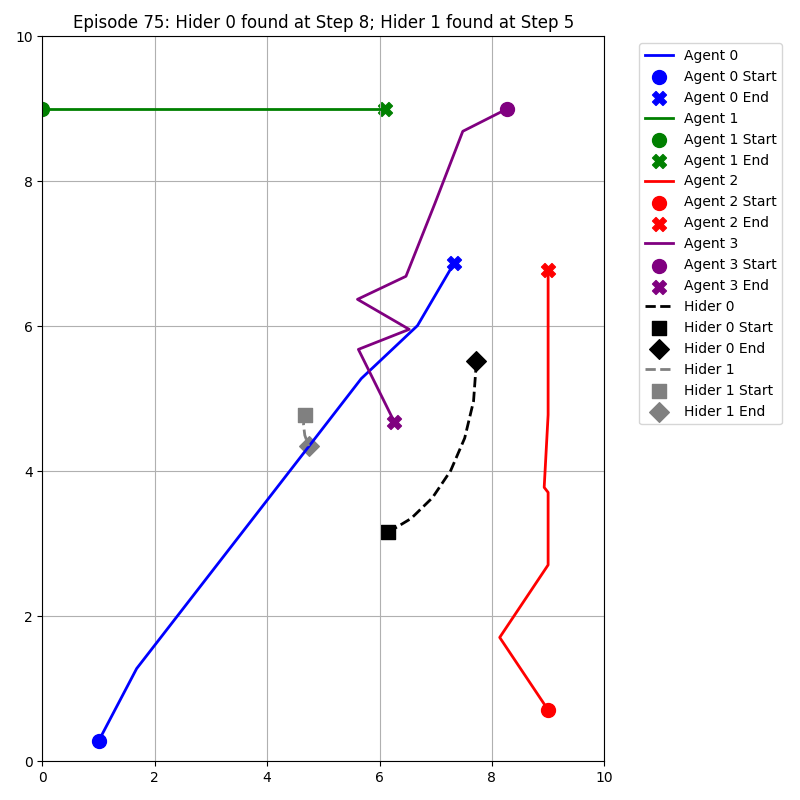 Episode 75: Hider 0 found at Step 8; Hider 1 found at Step 5
10
8
6
4
2
0
0 2 4 6 8 10
Agent 0
Agent 0 Start
Agent 0 End
Agent 1
Agent 1 Start
Agent 1 End
Agent 2
Agent 2 Start
Agent 2 End
Agent 3
Agent 3 Start
Agent 3 End
Hider 0
Hider 0 Start
Hider 0 End
Hider 1
Hider 1 Start
Hider 1 End